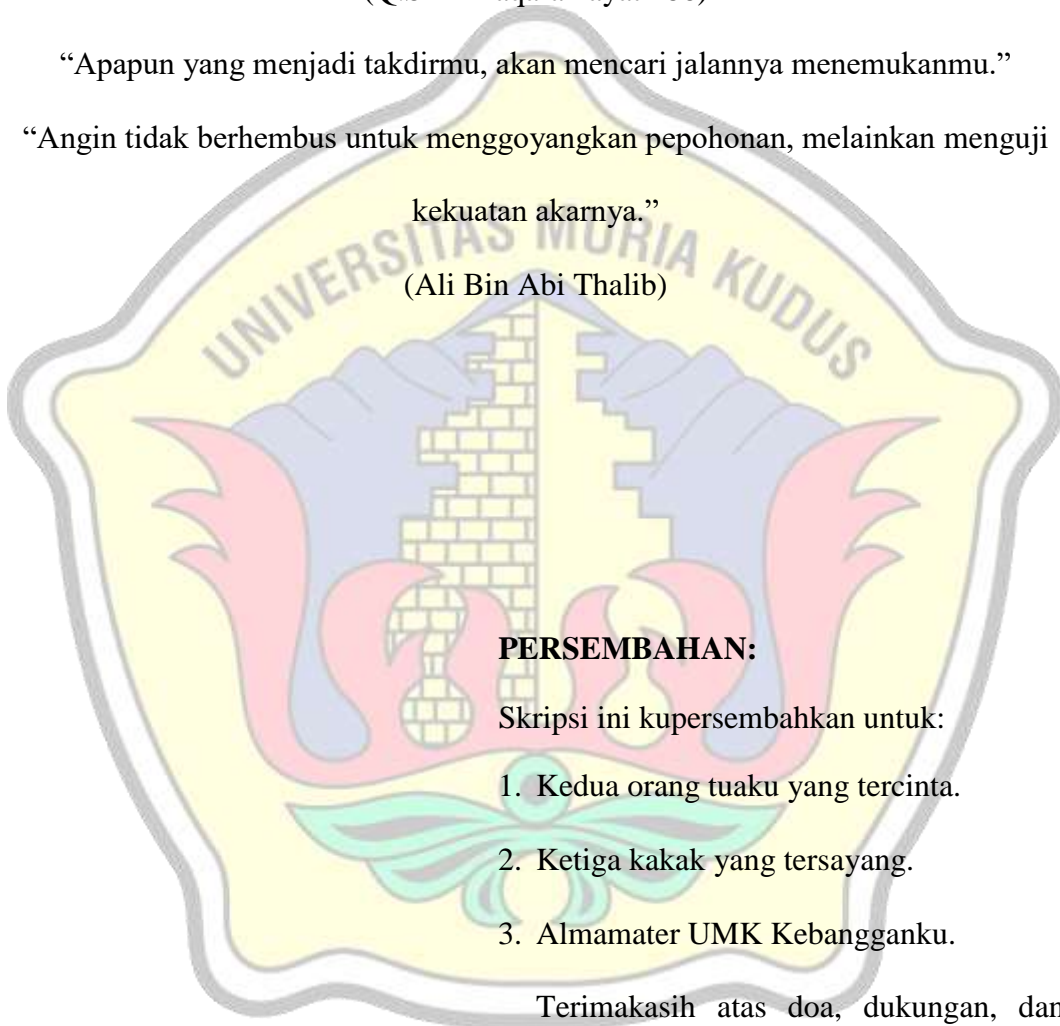 “Apapun yang menjadi takdirmu, akan mencari jalannya menemukanmu.”
“Angin tidak berhembus untuk menggoyangkan pepohonan, melainkan menguji
kekuatan akarnya.”
UNIVERSITAS MURIA KUDUS
(Ali Bin Abi Thalib)
PERSEMBAHAN:
Skripsi ini kupersembahkan untuk:
1. Kedua orang tuaku yang tercinta.
2. Ketiga kakak yang tersayang.
3. Almamater UMK Kebangganku.
Terimakasih atas doa, dukungan, dan